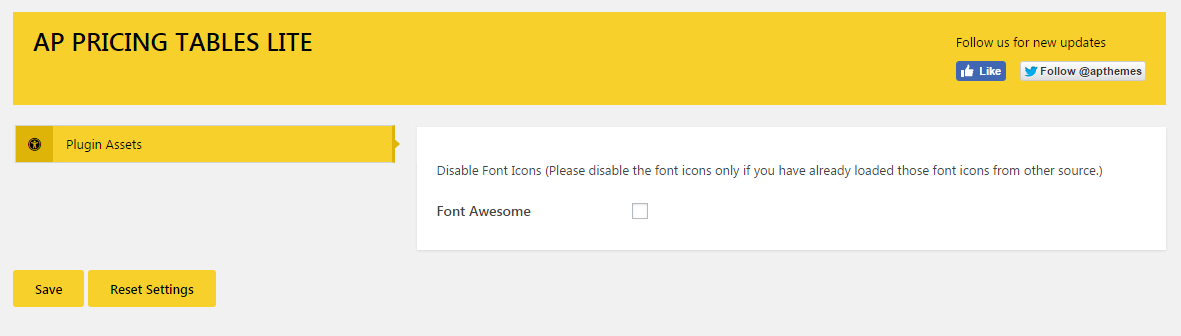 AP PRICING TABLES LITE
Follow us for new updates
Like
Follow @apthemes
Plugin Assets
Disable Font Icons (Please disable the font icons only if you have already loaded those font icons from other source.)
Font Awesome
Save
Reset Settings